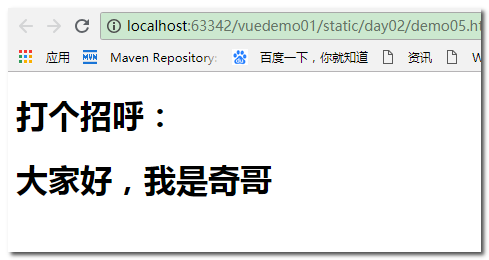 localhost:63342/vuedemo01/static/day02/demo05.ht
应用 MVN Maven Repository: 百度一下，你就知道 资讯 W
打个招呼：
大家好，我是奇哥